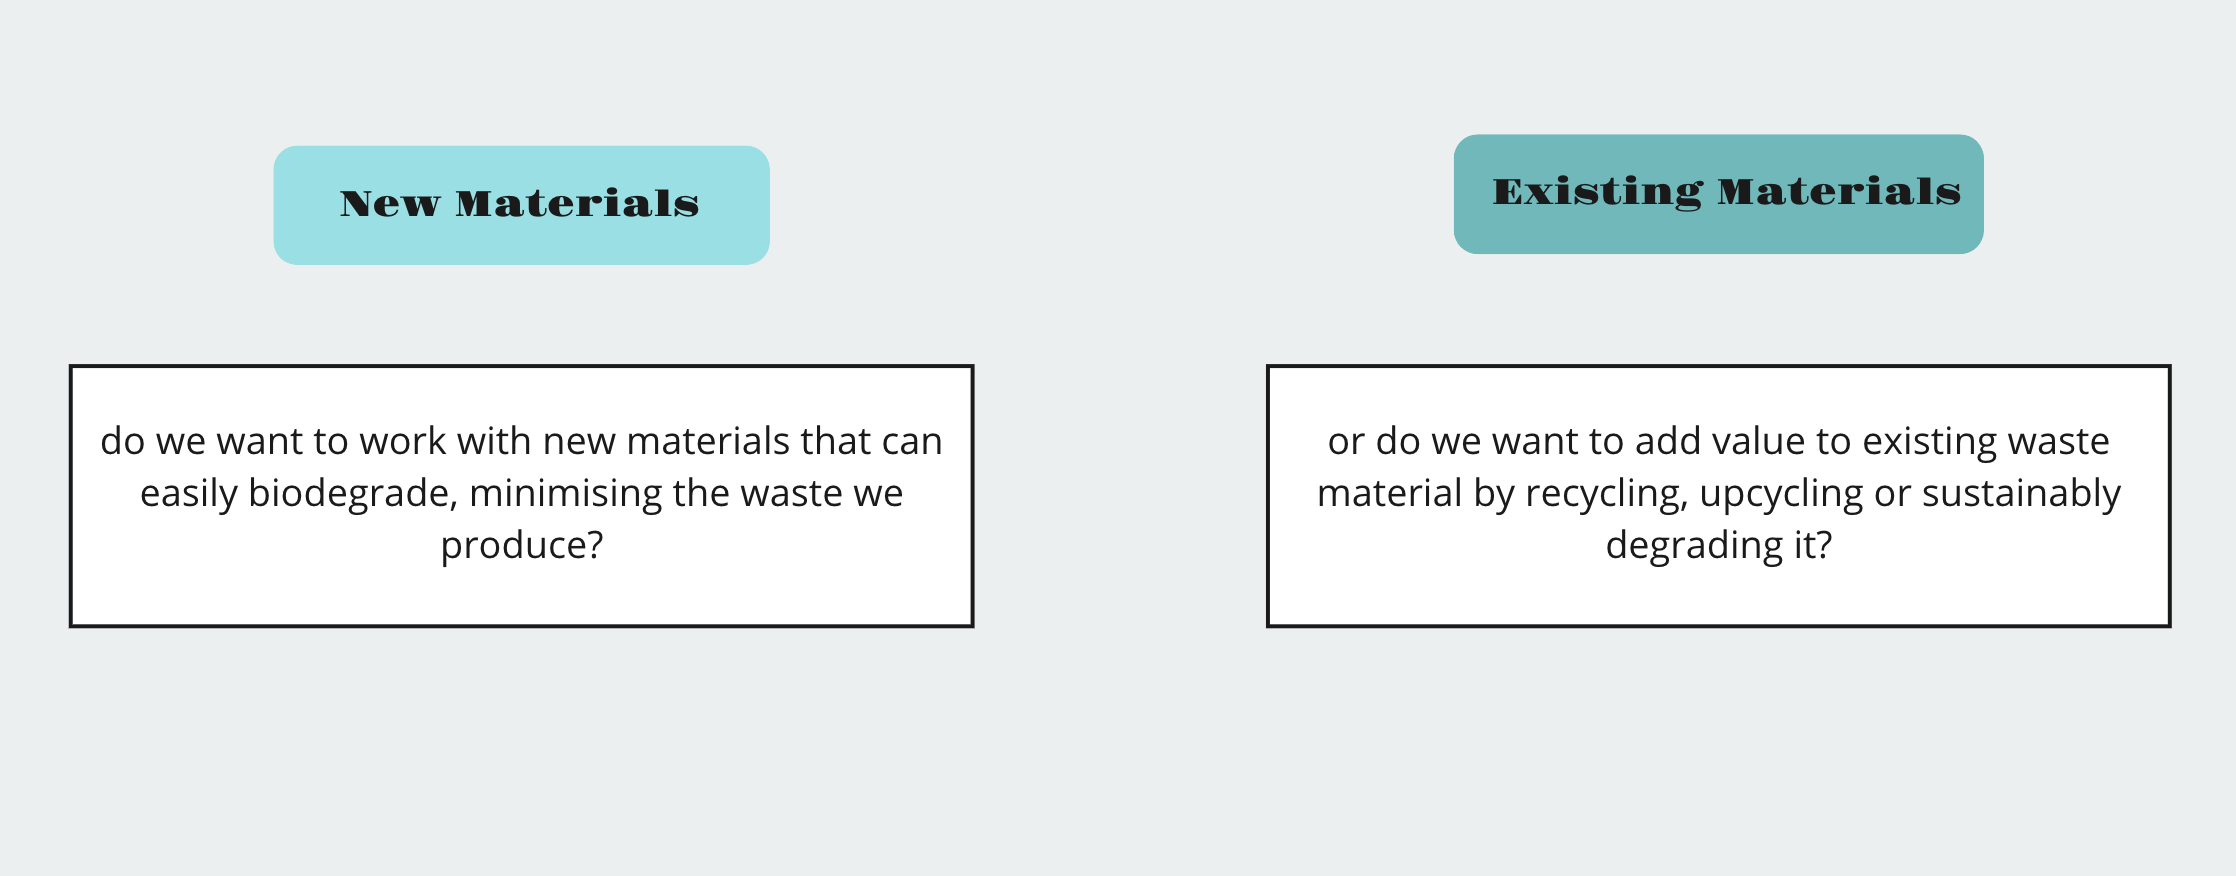 New Materials
do we want to work with new materials that can
easily biodegrade, minimising the waste we
produce?
Existing Materials
or do we want to add value to existing waste
material by recycling, upcycling or sustainably
degrading it?